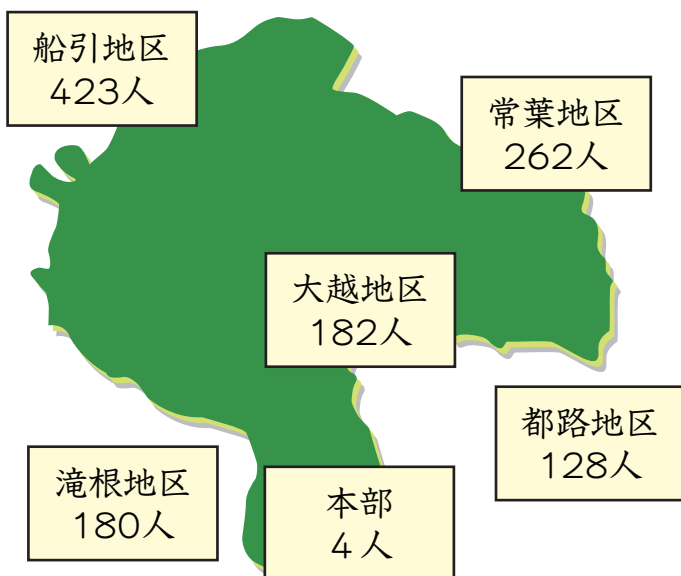 船引地区
423人
常葉地区
262人
大越地区
182人
都路地区
128人
滝根地区
180人
本部
4人